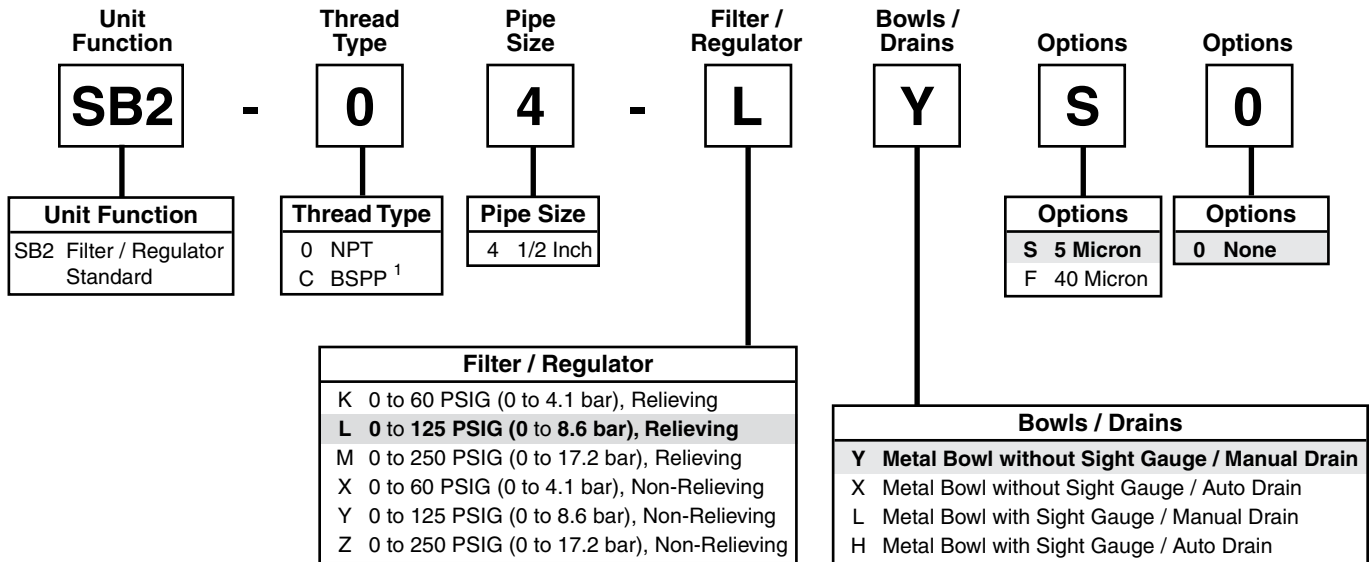 Unit Function
Thread Type
Pipe Size
Filter / Regulator
Bowls / Drains
Options
Options
SB2 - 0 4 - L Y S 0
Unit Function
SB2 Filter / Regulator
Standard
Thread Type
0 NPT
C BSPP 1
Pipe Size
4 1/2 Inch
Options
S 5 Micron
F 40 Micron
Options
0 None
Filter / Regulator
K 0 to 60 PSIG (0 to 4.1 bar), Relieving
L 0 to 125 PSIG (0 to 8.6 bar), Relieving
M 0 to 250 PSIG (0 to 17.2 bar), Relieving
X 0 to 60 PSIG (0 to 4.1 bar), Non-Relieving
Y 0 to 125 PSIG (0 to 8.6 bar), Non-Relieving
Z 0 to 250 PSIG (0 to 17.2 bar), Non-Relieving
Bowls / Drains
Y Metal Bowl without Sight Gauge / Manual Drain
X Metal Bowl without Sight Gauge / Auto Drain
L Metal Bowl with Sight Gauge / Manual Drain
H Metal Bowl with Sight Gauge / Auto Drain